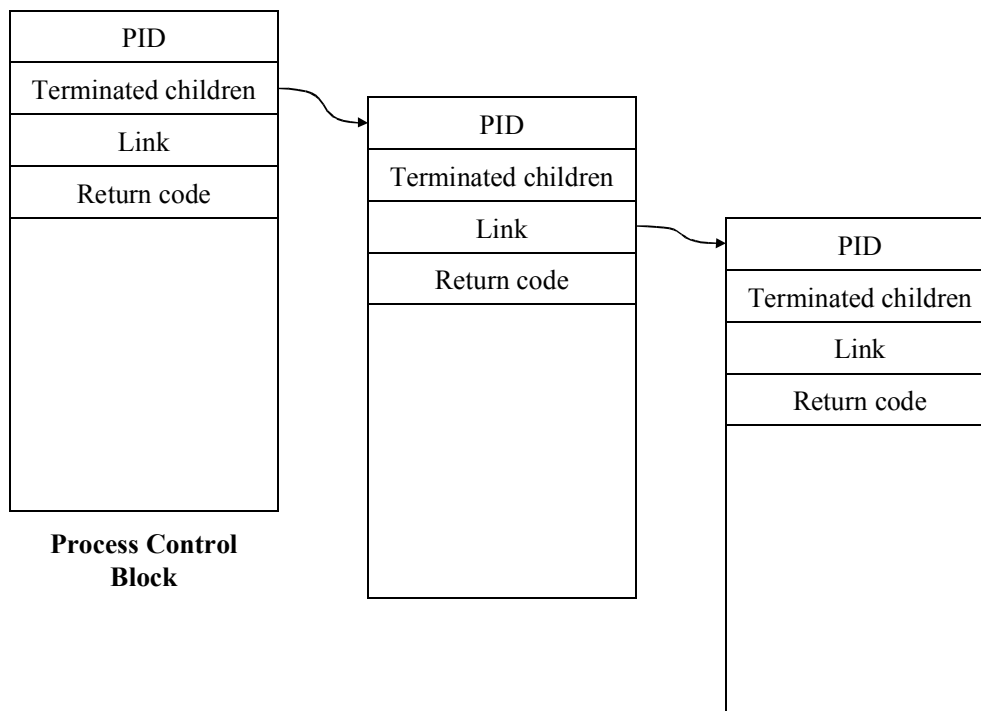 PID
Terminated children
Link
Return code
Process Control
Block
PID
Terminated children
Link
Return code
PID
Terminated children
Link
Return code